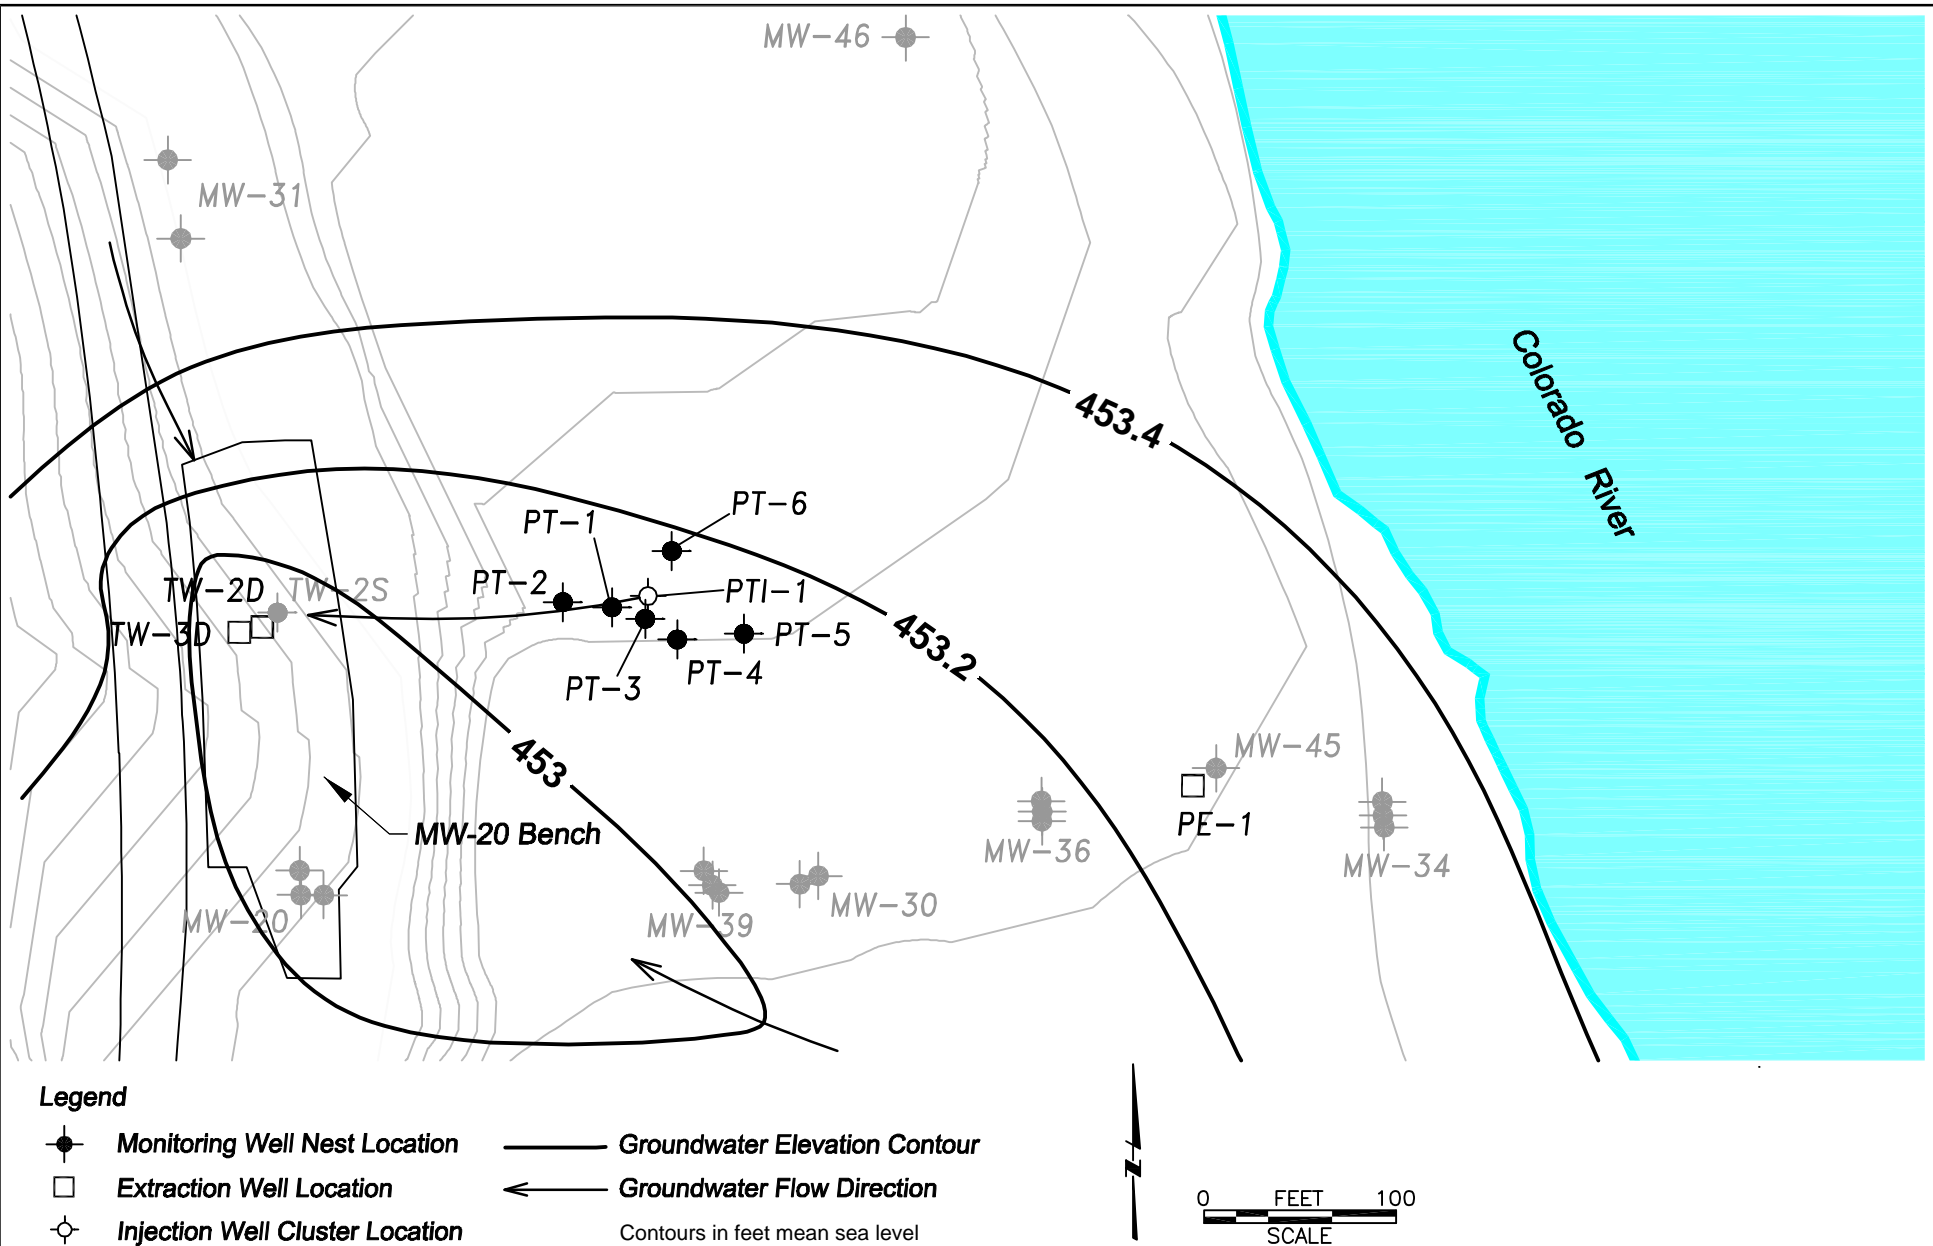 MW-46
MW-31
Colorado River
453.4
PT-6
PT-1
PT-2
PTI-1
TW-2D
TW-2S
TW-3D
PT-5
PT-4
PT-3
453.2
453
MW-45
PE-1
MW-36
MW-34
MW-20 Bench
MW-30
MW-20
MW-39
Legend
Monitoring Well Nest Location
Extraction Well Location
Injection Well Cluster Location
Groundwater Elevation Contour
Groundwater Flow Direction
Contours in feet mean sea level
N
0 FEET 100
SCALE